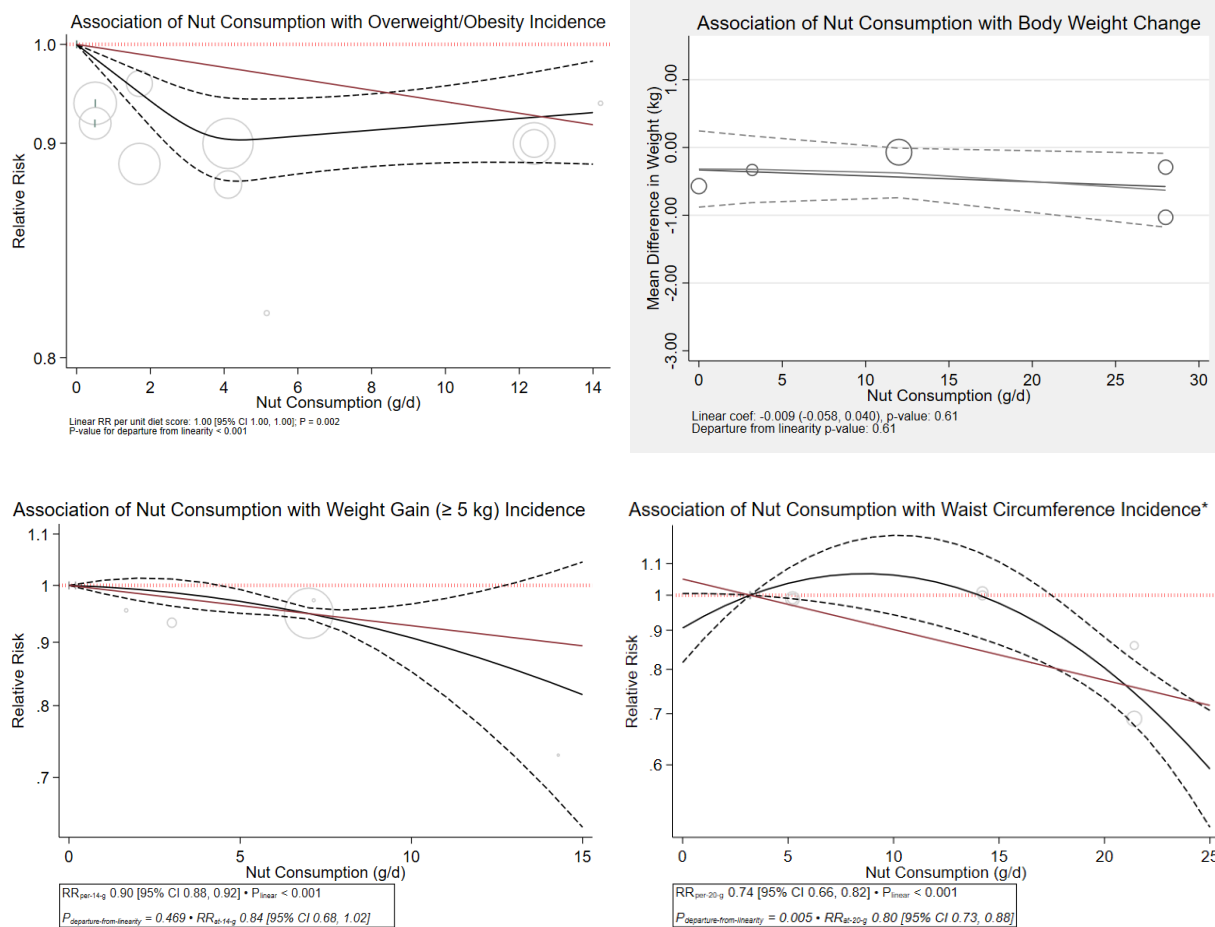 Association of Nut Consumption with Overweight/Obesity Incidence
1.0
0.9
0.8
Relative Risk
0 2 4 6 8 10 12 14
Nut Consumption (g/d)
Linear RR per unit diet score: 1.00 [95% CI 1.00, 1.00]; P = 0.002
P-value for departure from linearity < 0.001
Association of Nut Consumption with Body Weight Change
1.00
0.00
-1.00
-2.00
-3.00
Mean Difference in Weight (kg)
0 5 10 15 20 25 30
Nut Consumption (g/d)
Linear coef: -0.009 (-0.058, 0.040), p-value: 0.61
Departure from linearity p-value: 0.61
Association of Nut Consumption with Weight Gain (≥ 5 kg) Incidence
1.1
1
.9
.8
.7
Relative Risk
0 5 10 15
Nut Consumption (g/d)
RRper-14-g 0.90 [95% CI 0.88, 0.92] • Plinear < 0.001
Pdeparture-from-linearity = 0.469 • RRat-14-g 0.84 [95% CI 0.68, 1.02]
Association of Nut Consumption with Waist Circumference Incidence*
1.1
1
.9
.8
.7
.6
Relative Risk
0 5 10 15 20 25
Nut Consumption (g/d)
RRper-20-g 0.74 [95% CI 0.66, 0.82] • Plinear < 0.001
Pdeparture-from-linearity = 0.005 • RRat-20-g 0.80 [95% CI 0.73, 0.88]